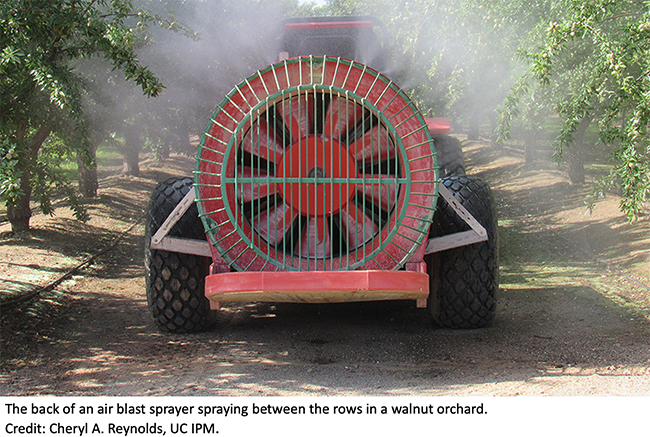 The back of an air blast sprayer spraying between the rows in a walnut orchard.
Credit: Cheryl A. Reynolds, UC IPM.